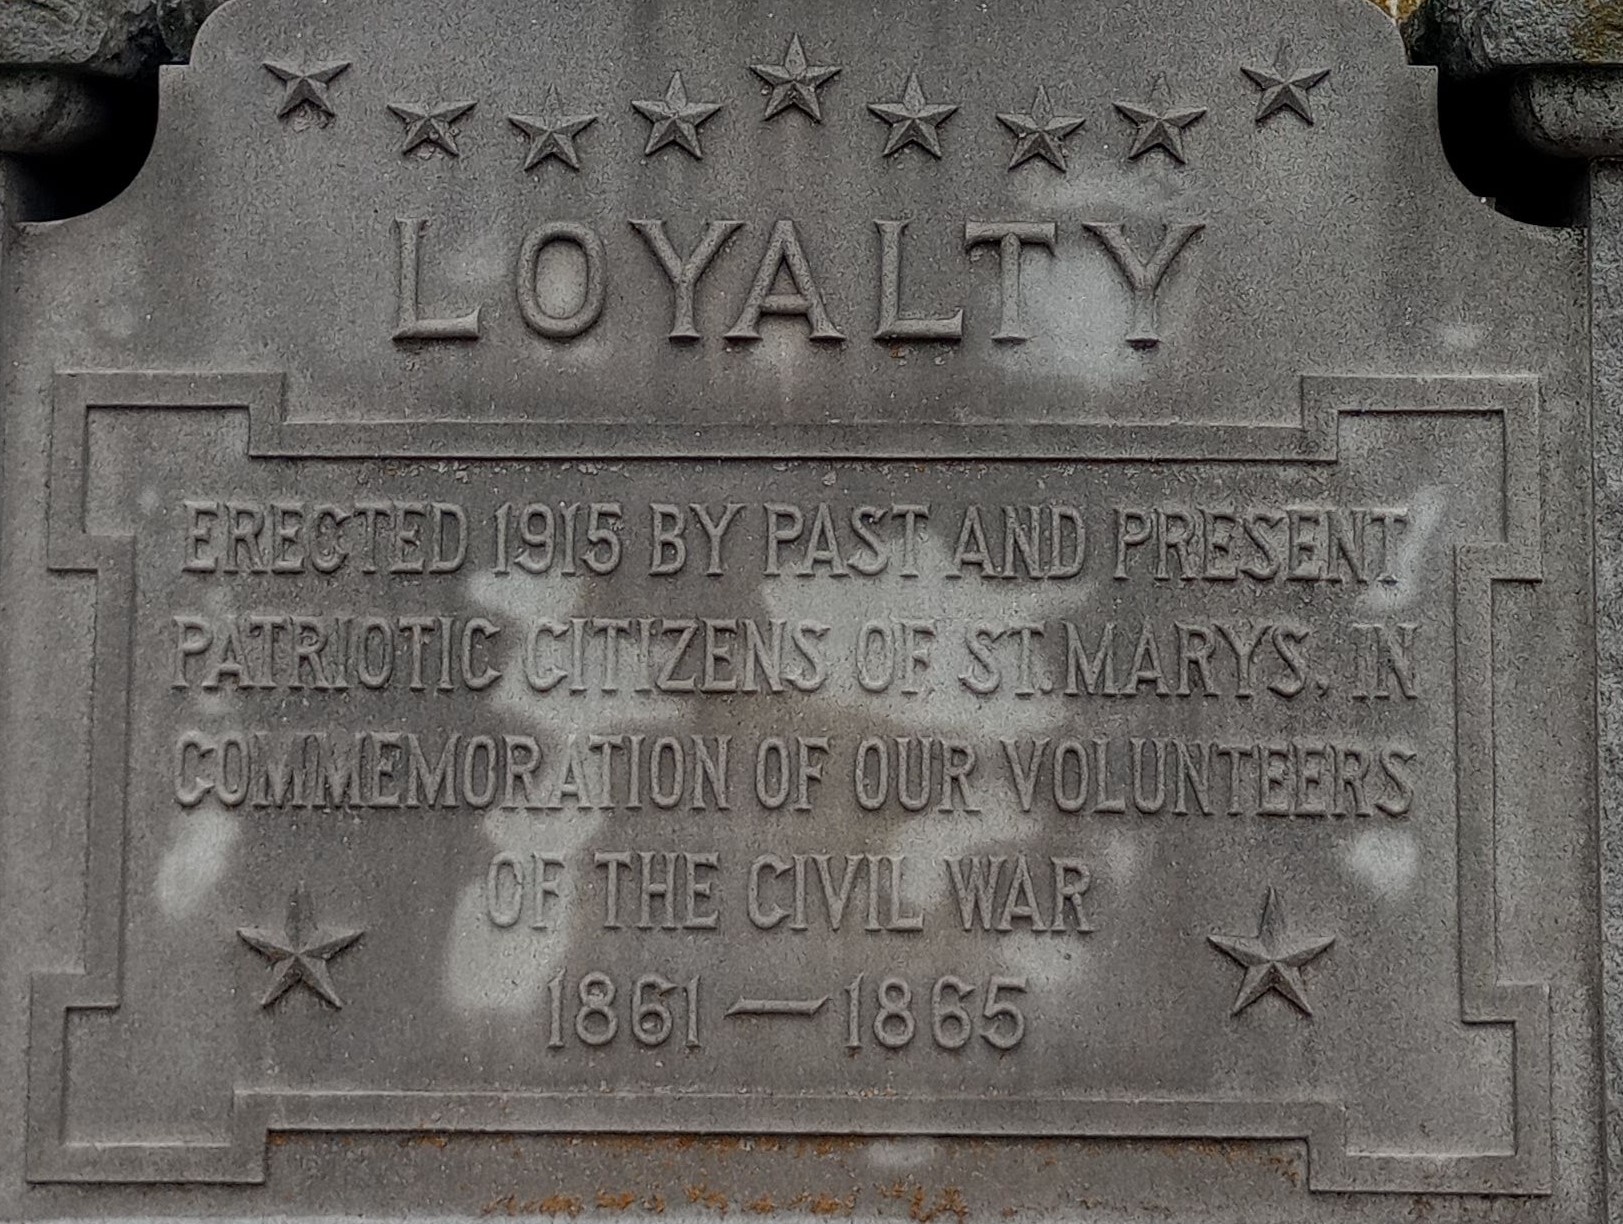 LOYALTY
ERECTED 1915 BY PAST AND PRESENT
PATRIOTIC CITIZENS OF ST. MARYS. IN
COMMEMORATION OF OUR VOLUNTEERS
OF THE CIVIL WAR
1861 — 1865